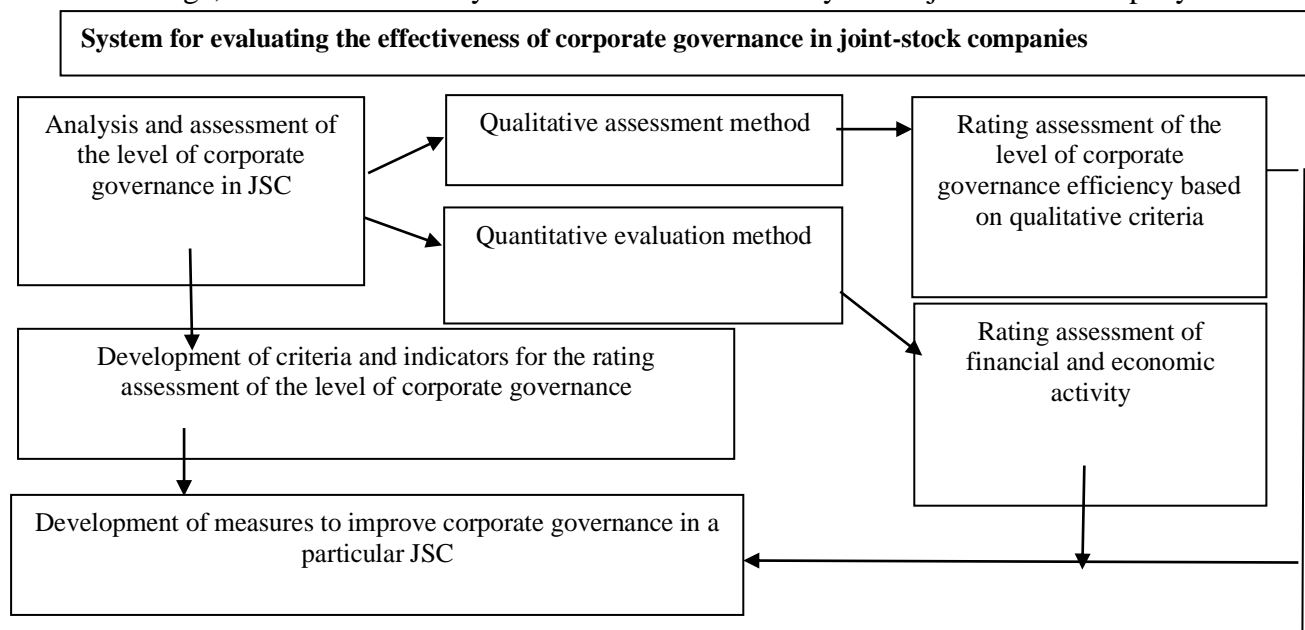 System for evaluating the effectiveness of corporate governance in joint-stock companies
Analysis and assessment of
the level of corporate
governance in JSC
Qualitative assessment method
Rating assessment of the
level of corporate
governance efficiency based
on qualitative criteria
Quantitative evaluation method
Rating assessment of
financial and economic
activity
Development of criteria and indicators for the rating
assessment of the level of corporate governance
Development of measures to improve corporate governance in a
particular JSC